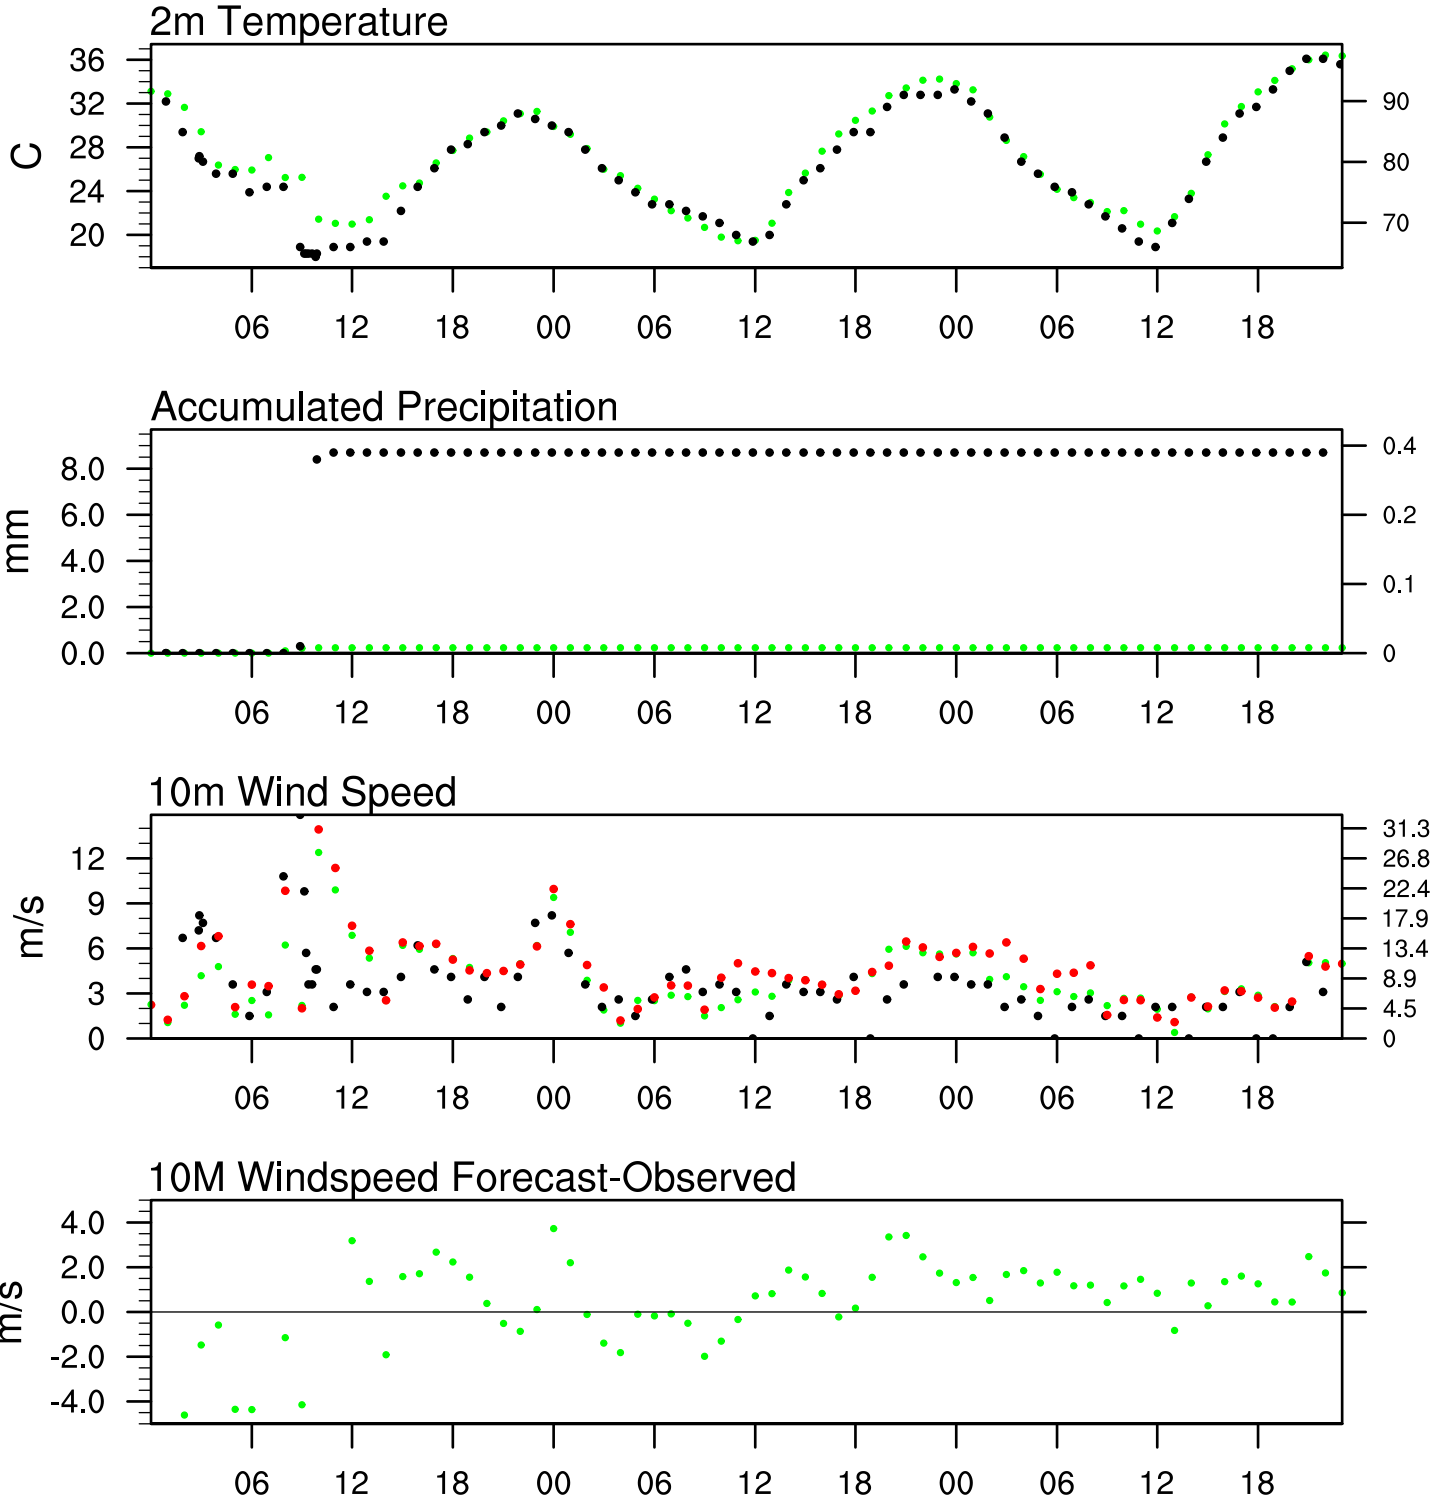 2m Temperature
36
32
28
24
20
C
90
80
70
06 12 18 00 06 12 18 00 06 12 18
Accumulated Precipitation
8.0
6.0
4.0
2.0
0.0
mm
0.4
0.2
0.1
0
06 12 18 00 06 12 18 00 06 12 18
10m Wind Speed
12
9
6
3
0
m/s
31.3
26.8
22.4
17.9
13.4
8.9
4.5
0
06 12 18 00 06 12 18 00 06 12 18
10M Windspeed Forecast-Observed
4.0
2.0
0.0
-2.0
-4.0
m/s
06 12 18 00 06 12 18 00 06 12 18